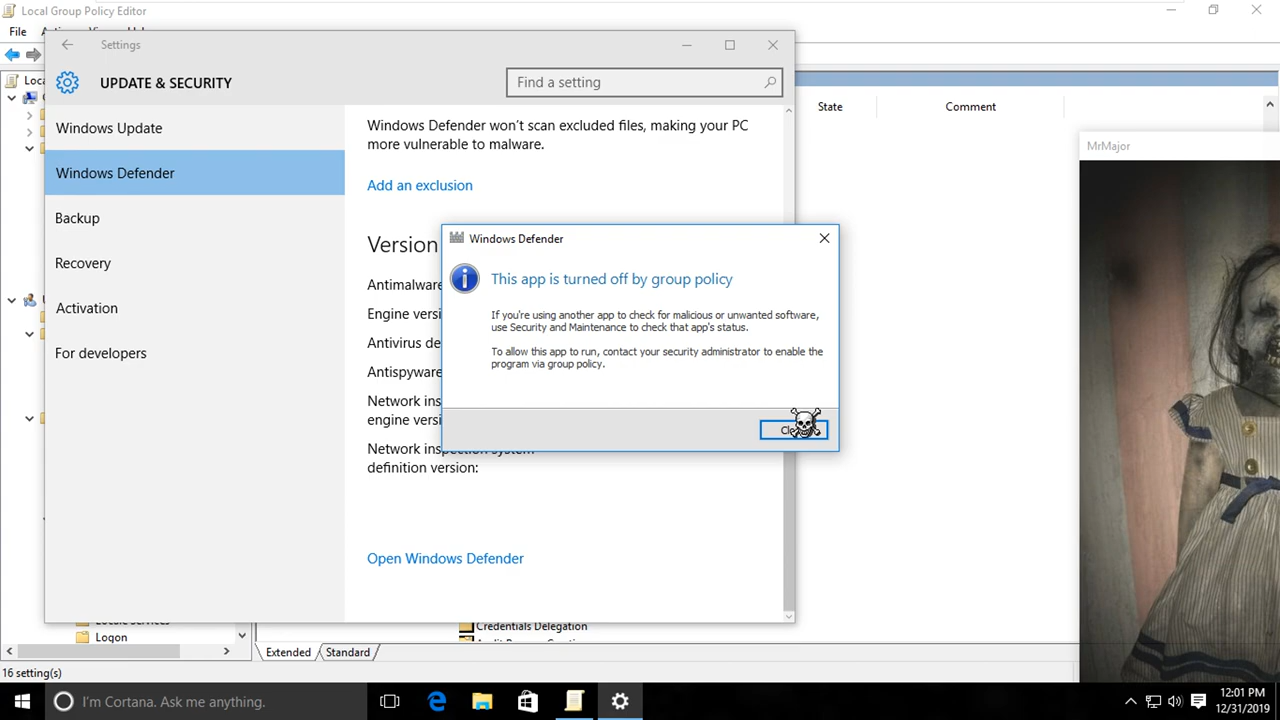 Local Group Policy Editor
File
Settings
UPDATE & SECURITY
Find a setting
Windows Update
Windows Defender
Backup
Recovery
Activation
For developers
Windows Defender won't scan excluded files, making your PC
more vulnerable to malware.
Add an exclusion
Version
Antimalware
Engine
Antivirus
Antispyware
Network
engine
Network inspection system
definition version:
Open Windows Defender
Windows Defender
This app is turned off by group policy
If you're using another app to check for malicious or unwanted software,
use Security and Maintenance to check that app's status.
To allow this app to run, contact your security administrator to enable the
program via group policy.
State
Comment
MrMajor
Logon
Credentials Delegation
Extended
Standard
16 setting(s)
I'm Cortana. Ask me anything.
12:01 PM
12/31/2019